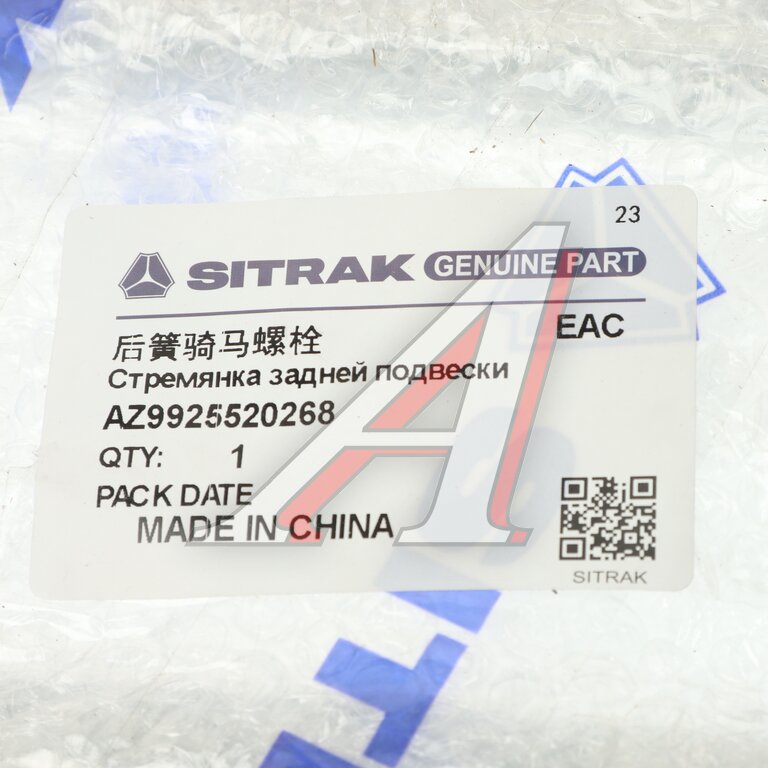 23
SITRAK GENUINE PART
EAC
后簧骑马螺栓
Стремянка задней подвески
AZ9925520268
QTY: 1
PACK DATE
MADE IN CHINA
SITRAK